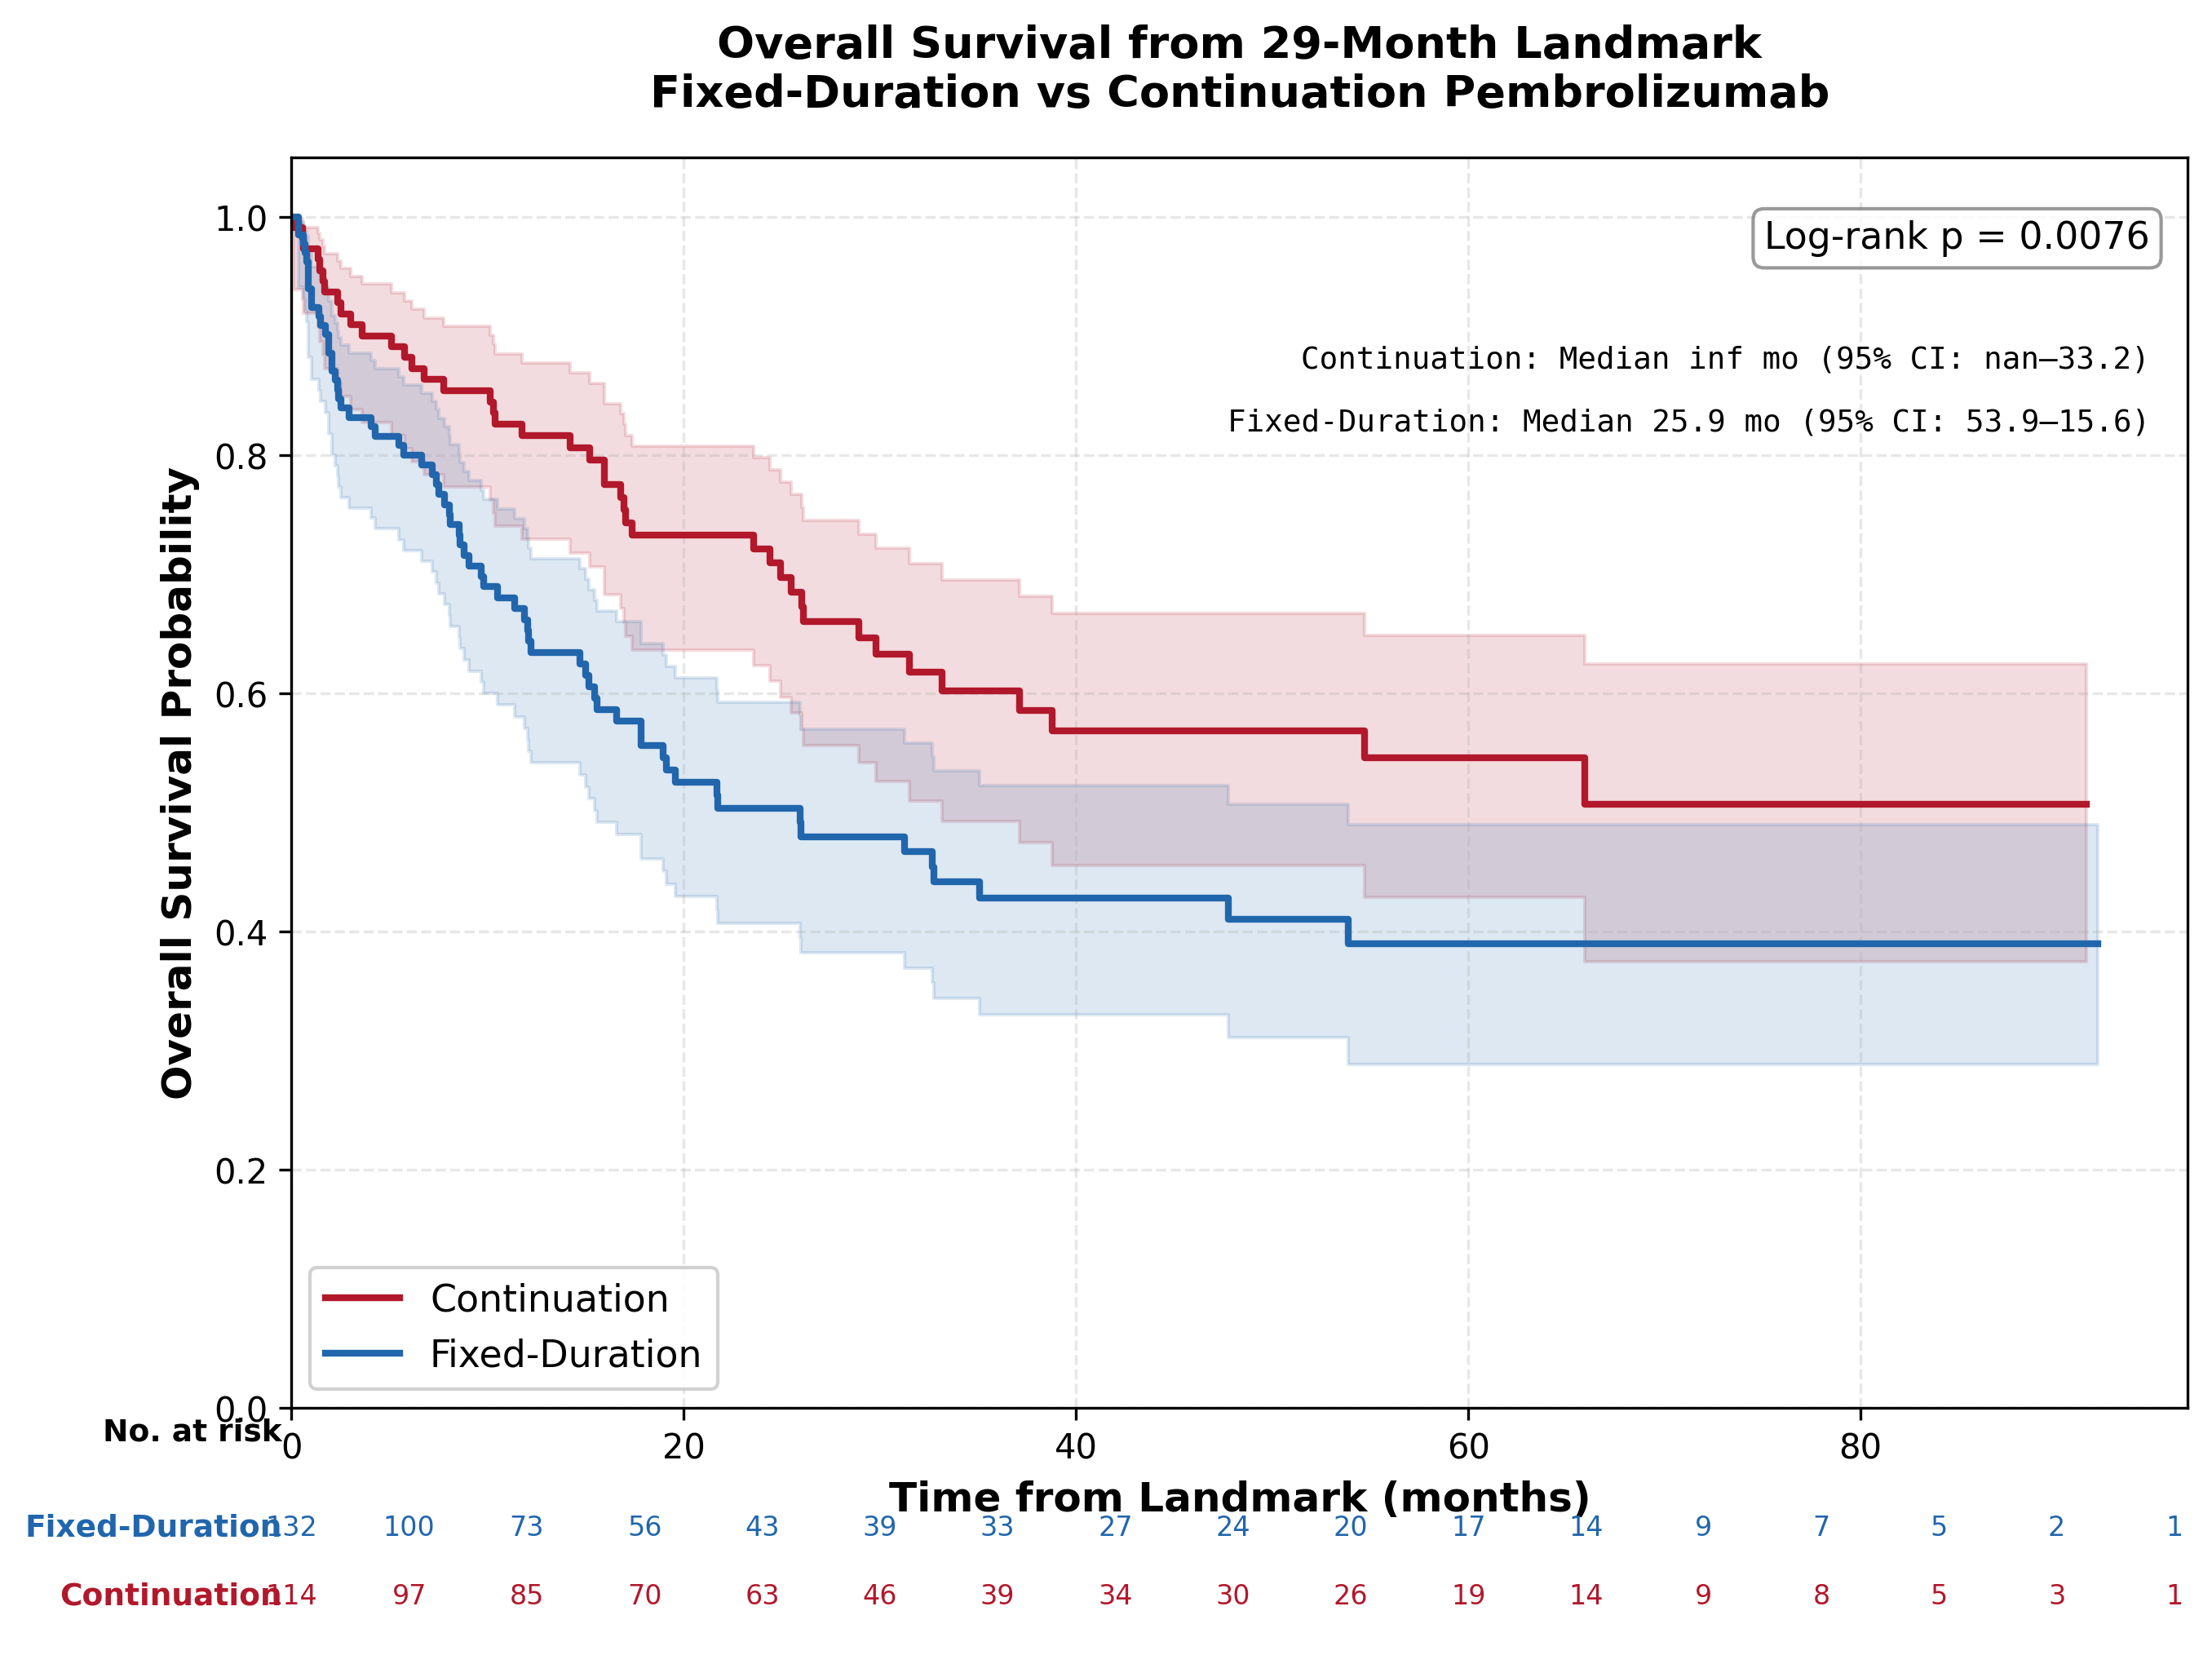 Overall Survival from 29-Month Landmark
Fixed-Duration vs Continuation Pembrolizumab
Log-rank p = 0.0076
Continuation: Median inf mo (95% CI: nan–33.2)
Fixed-Duration: Median 25.9 mo (95% CI: 53.9–15.6)
Overall Survival Probability
1.0
0.8
0.6
0.4
0.2
0.0
Continuation
Fixed-Duration
No. at risk
0 20 40 60 80
Time from Landmark (months)
Fixed-Duration 132 100 73 56 43 39 33 27 24 20 17 14 9 7 5 2 1
Continuation 114 97 85 70 63 46 39 34 30 26 19 14 9 8 5 3 1